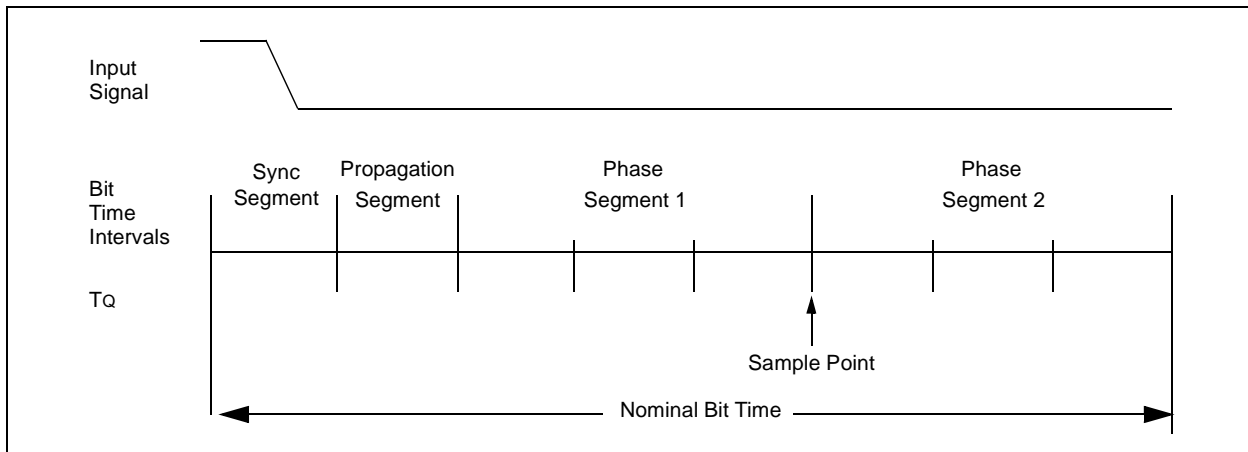 Input
Signal
Bit
Time
Intervals
Sync
Segment
Propagation
Segment
Phase
Segment 1
Phase
Segment 2
TQ
Sample Point
Nominal Bit Time